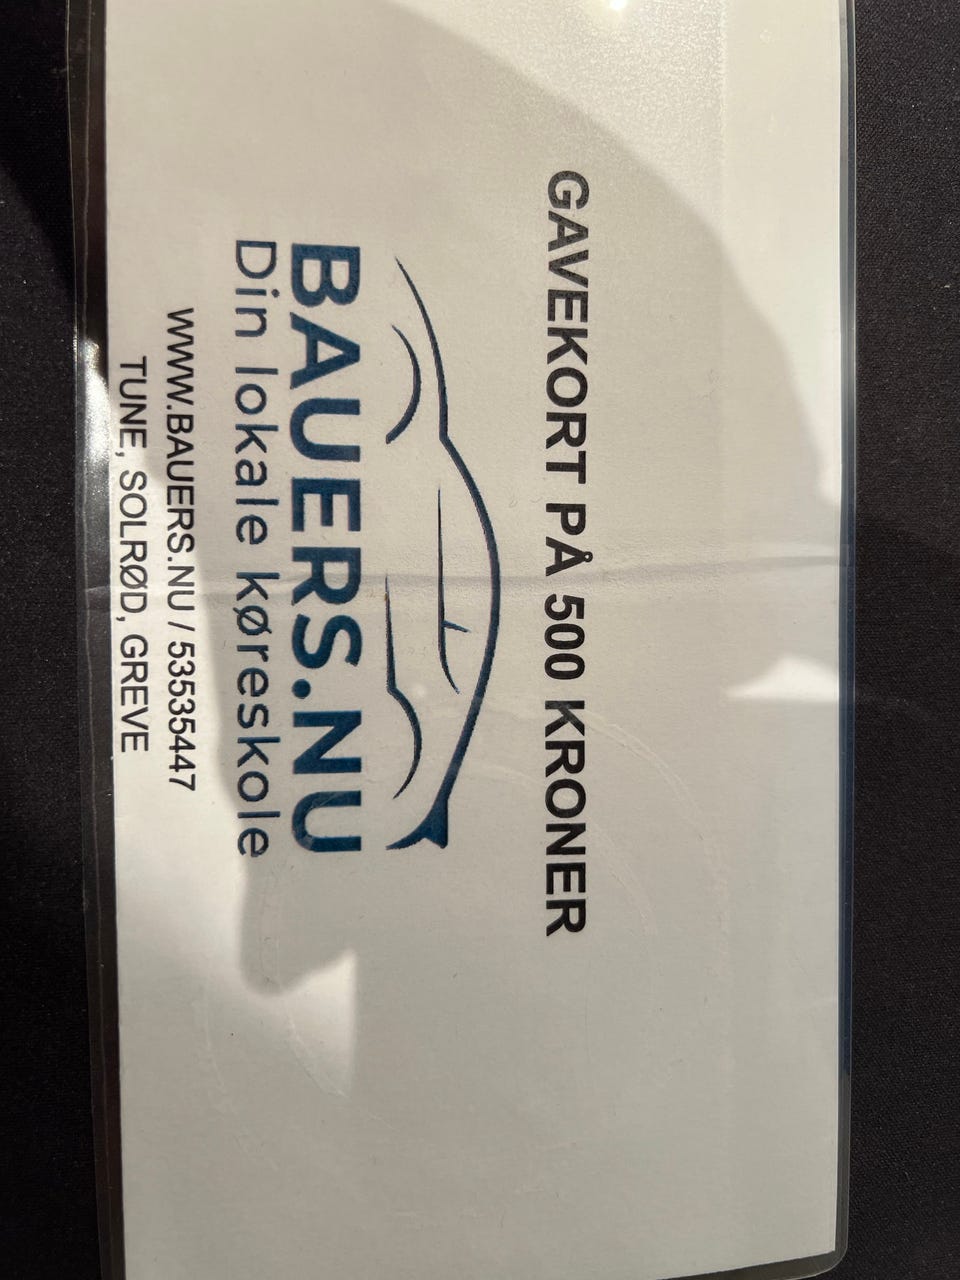 GAVEKORT PÅ 500 KRONER
BAUERS.NU
Din lokale køreskole
WWW.BAUERS.NU / 53535447
TUNE, SOLRØD, GREVE